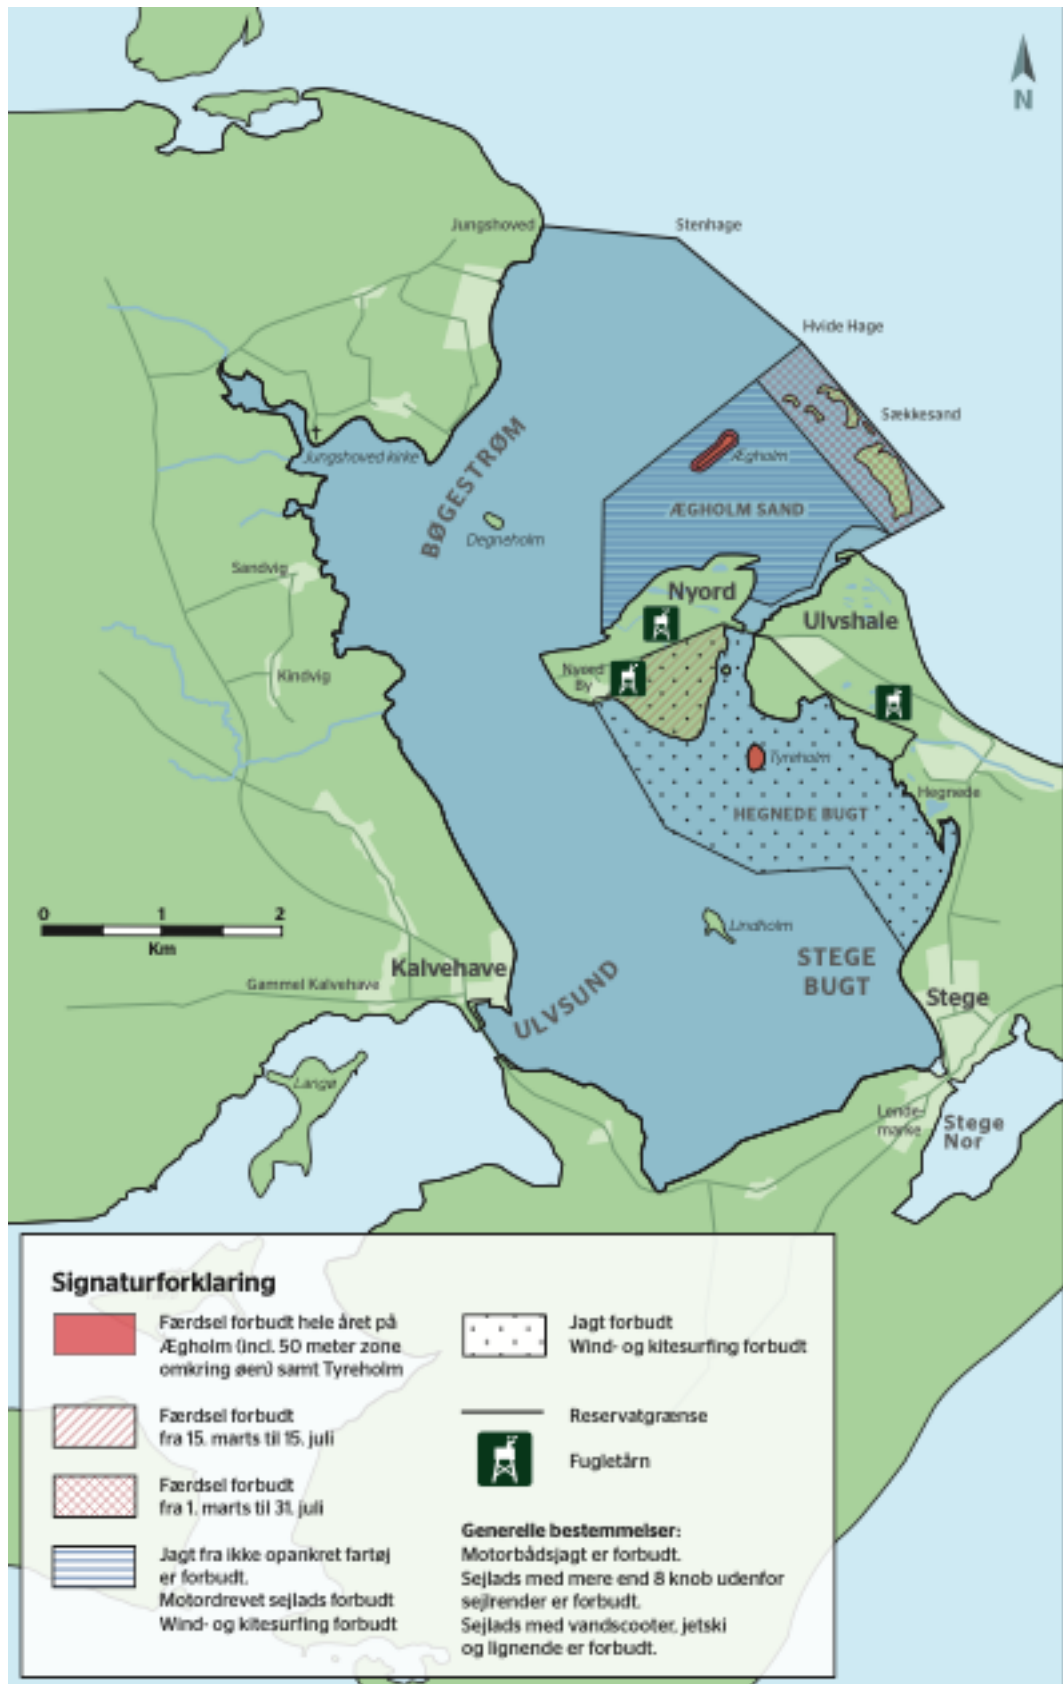 N
Jungshoved
Stenhage
Hvide Hage
Sækkesand
Ægholm
Jungshoved kirke
BØGESTRØM
ÆGHOLM SAND
Degneholm
Sandvig
Nyord
Ulvshale
Nyord
By
Kindvig
Tyreholm
Hegnede
HEGNEDE BUGT
0 1 2
Km
Lindholm
STEGE
BUGT
Kalvehave
Gammel Kalvehave
ULVSUND
Stege
Langø
Lende-
marke
Stege
Nor
Signaturforklaring
Færdsel forbudt hele året på
Ægholm (incl. 50 meter zone
omkring øen) samt Tyreholm
Færdsel forbudt
fra 15. marts til 15. juli
Færdsel forbudt
fra 1. marts til 31. juli
Jagt fra ikke opankret fartøj
er forbudt.
Motordrevet sejlads forbudt
Wind- og kitesurfing forbudt
Jagt forbudt
Wind- og kitesurfing forbudt
Reservatgrænse
Fugletårn
Generelle bestemmelser:
Motorbådsjagt er forbudt.
Sejlads med mere end 8 knob udenfor
sejlrender er forbudt.
Sejlads med vandscooter, jetski
og lignende er forbudt.